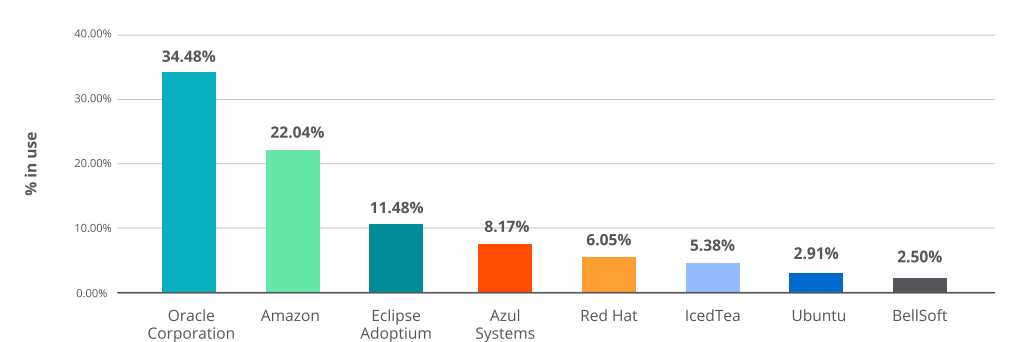 40.00%
34.48%
30.00%
22.04%
20.00%
11.48%
10.00%
8.17%
6.05%
5.38%
2.91%
2.50%
0.00%
% in use
Oracle
Corporation
Amazon
Eclipse
Adoptium
Azul
Systems
Red Hat
IcedTea
Ubuntu
BellSoft